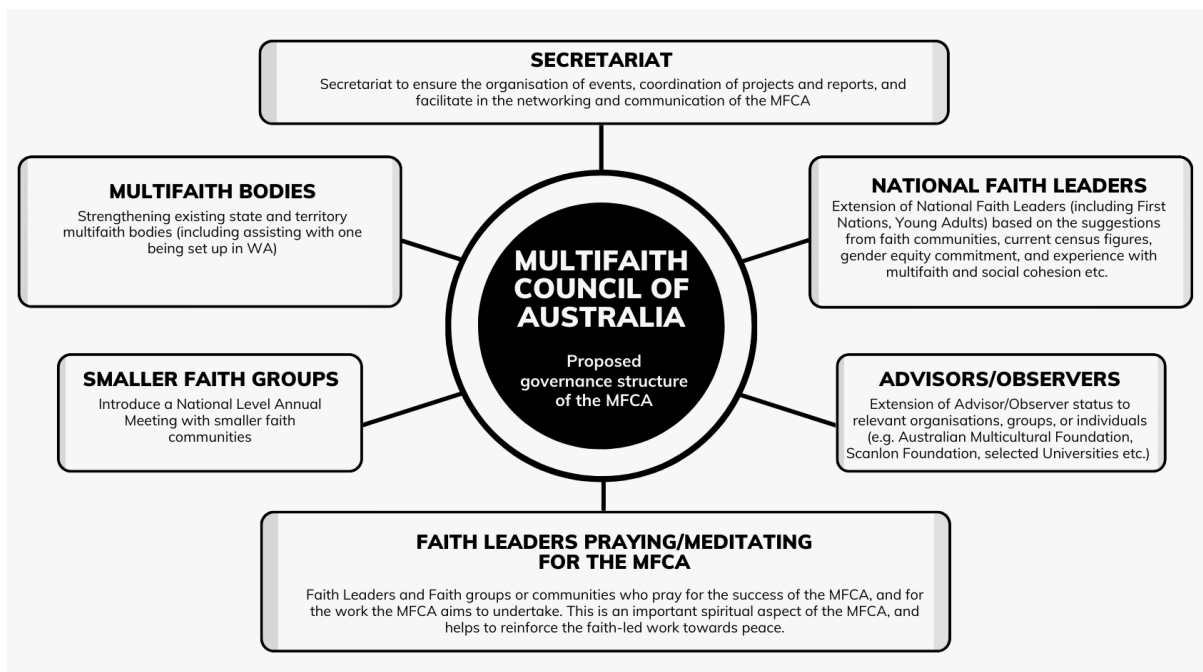 SECRETARIAT
Secretariat to ensure the organisation of events, coordination of projects and reports, and
facilitate in the networking and communication of the MFCA
MULTIFAITH BODIES
Strengthening existing state and territory
multifaith bodies (including assisting with one
being set up in WA)
NATIONAL FAITH LEADERS
Extension of National Faith Leaders (including First
Nations, Young Adults) based on the suggestions
from faith communities, current census figures,
gender equity commitment, and experience with
multifaith and social cohesion etc.
MULTIFAITH
COUNCIL OF
AUSTRALIA
Proposed
governance structure
of the MFCA
SMALLER FAITH GROUPS
Introduce a National Level Annual
Meeting with smaller faith
communities
ADVISORS/OBSERVERS
Extension of Advisor/Observer status to
relevant organisations, groups, or individuals
(e.g. Australian Multicultural Foundation,
Scanlon Foundation, selected Universities etc.)
FAITH LEADERS PRAYING/MEDITATING
FOR THE MFCA
Faith Leaders and Faith groups or communities who pray for the success of the MFCA, and for
the work the MFCA aims to undertake. This is an important spiritual aspect of the MFCA, and
helps to reinforce the faith-led work towards peace.